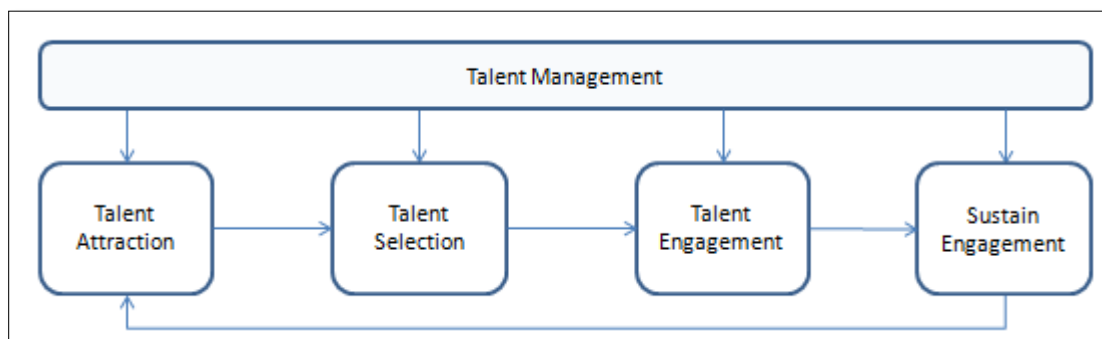 Talent Management
Talent
Attraction
Talent
Selection
Talent
Engagement
Sustain
Engagement